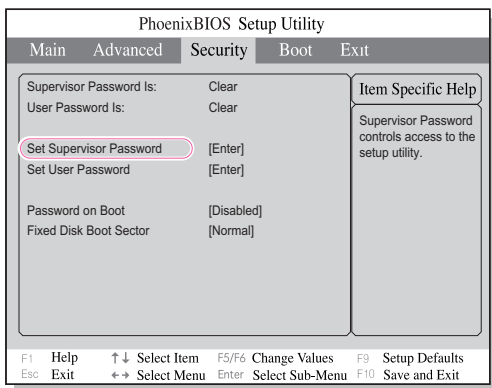 PhoenixBIOS Setup Utility
Main Advanced Security Boot Exit
Supervisor Password Is: Clear
User Password Is: Clear
Set Supervisor Password [Enter]
Set User Password [Enter]
Password on Boot [Disabled]
Fixed Disk Boot Sector [Normal]
Item Specific Help
Supervisor Password
controls access to the
setup utility.
F1 Help ↑↓ Select Item F5/F6 Change Values F9 Setup Defaults
Esc Exit ←→ Select Menu Enter Select Sub-Menu F10 Save and Exit